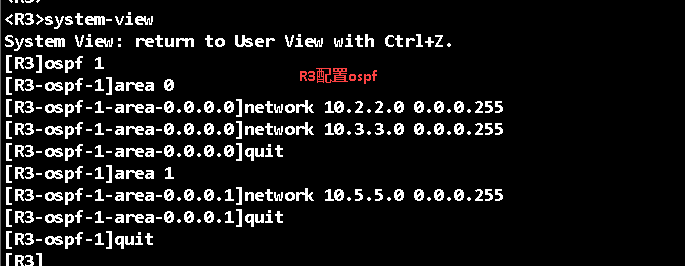 <R3>system-view
System View: return to User View with Ctrl+Z.
[R3]ospf 1
R3配置ospf
[R3-ospf-1]area 0
[R3-ospf-1-area-0.0.0.0]network 10.2.2.0 0.0.0.255
[R3-ospf-1-area-0.0.0.0]network 10.3.3.0 0.0.0.255
[R3-ospf-1-area-0.0.0.0]quit
[R3-ospf-1]area 1
[R3-ospf-1-area-0.0.0.1]network 10.5.5.0 0.0.0.255
[R3-ospf-1-area-0.0.0.1]quit
[R3-ospf-1]quit
[R3]